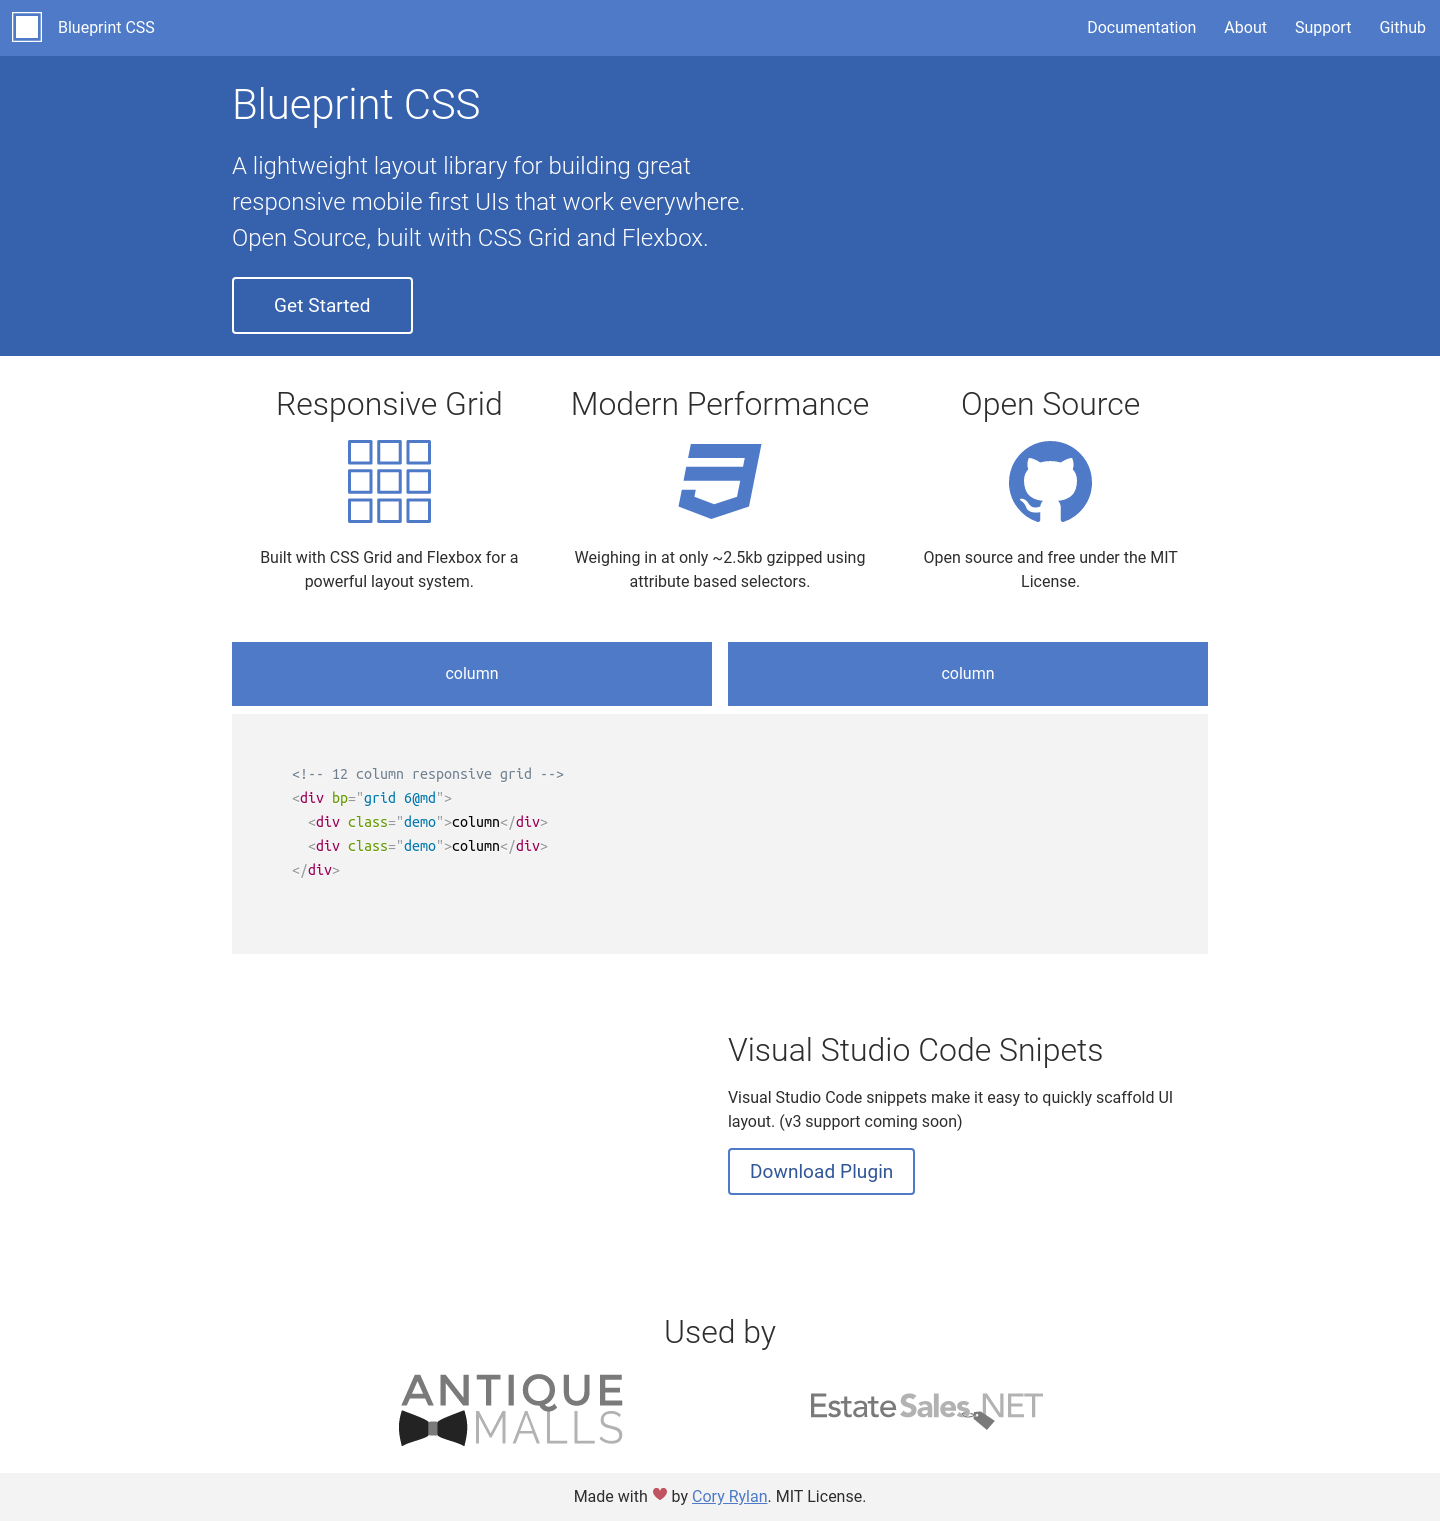 Blueprint CSS
Documentation
About
Support
Github
Blueprint CSS
A lightweight layout library for building great
responsive mobile first UIs that work everywhere.
Open Source, built with CSS Grid and Flexbox.
Get Started
Responsive Grid
Built with CSS Grid and Flexbox for a
powerful layout system.
Modern Performance
Weighing in at only ~2.5kb gzipped using
attribute based selectors.
Open Source
Open source and free under the MIT
License.
column
column
<!-- 12 column responsive grid -->
<div bp="grid 6@md">
  <div class="demo">column</div>
  <div class="demo">column</div>
</div>
Visual Studio Code Snipets
Visual Studio Code snippets make it easy to quickly scaffold UI
layout. (v3 support coming soon)
Download Plugin
Used by
ANTIQUE
MALLS
EstateSales.NET
Made with ♥ by Cory Rylan. MIT License.